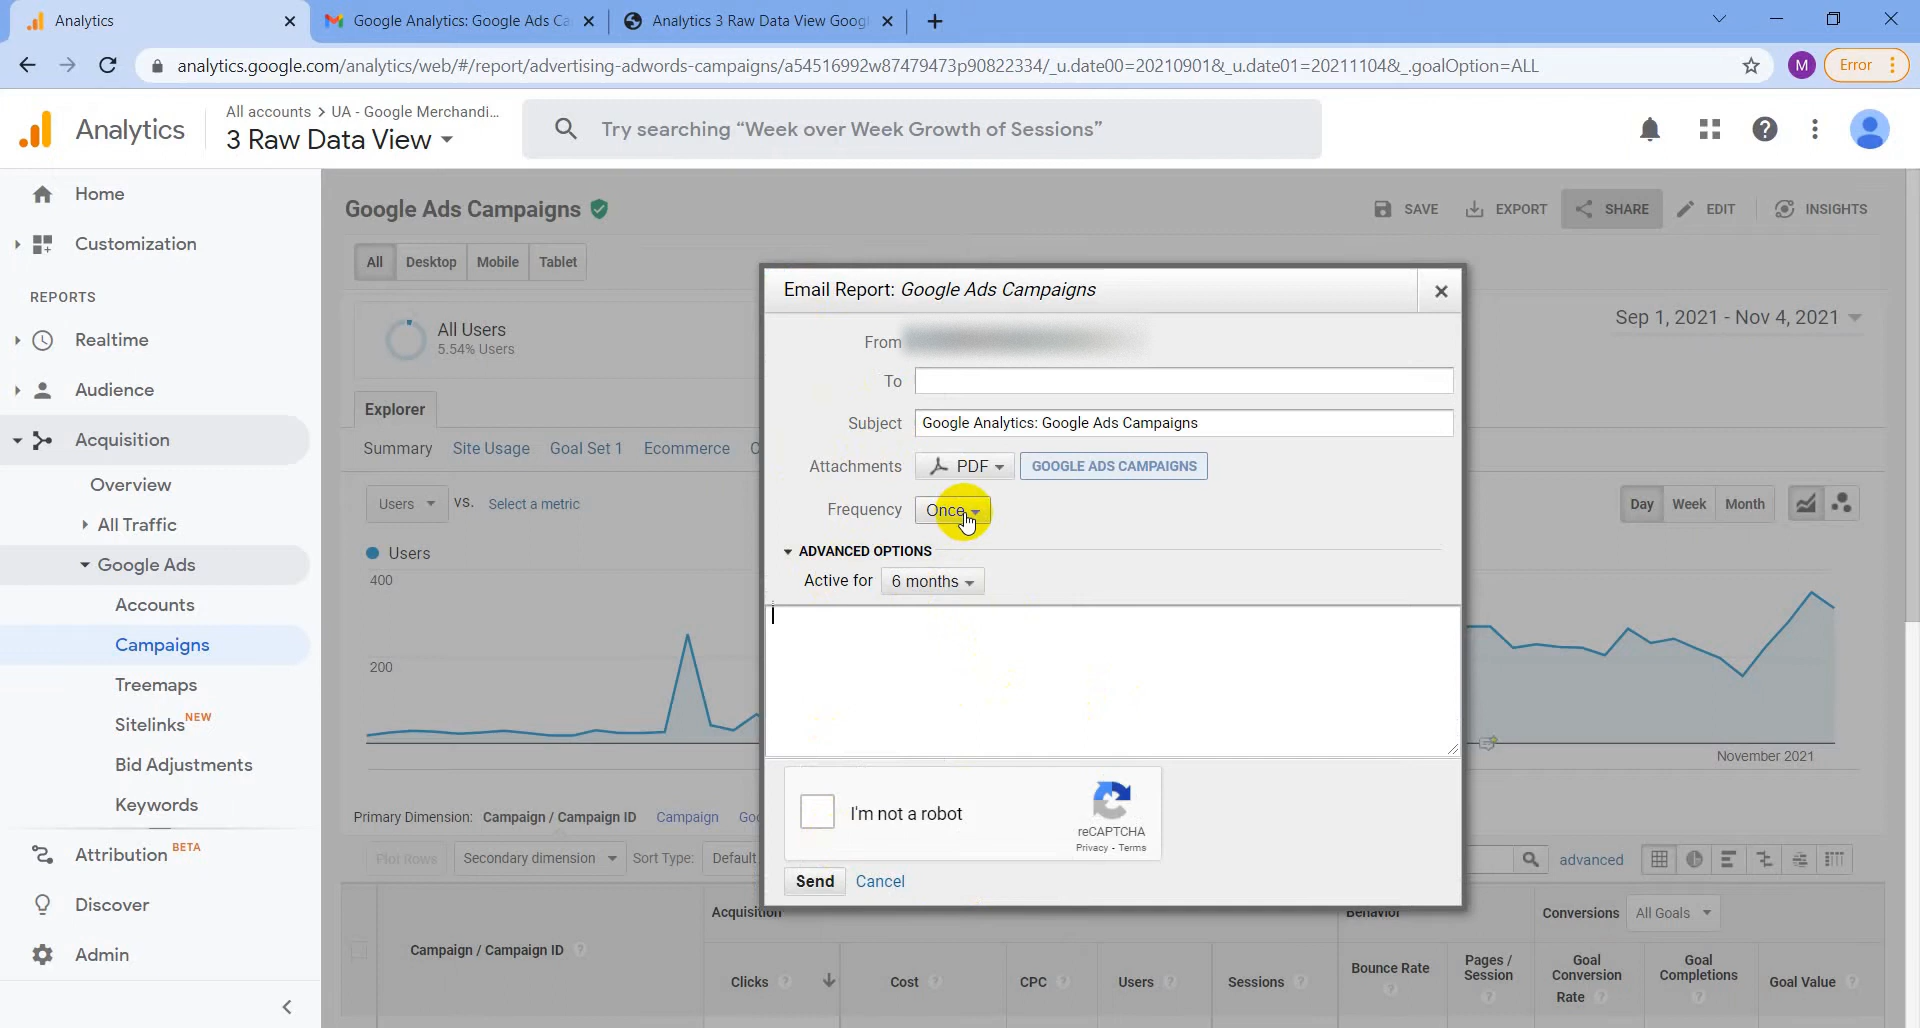 Analytics
Google Analytics: Google Ads Ca
Analytics 3 Raw Data View Googl
analytics.google.com/analytics/web/#/report/advertising-adwords-campaigns/a54516992w87479473p90822334/_u.date00=20210901&_u.date01=20211104&_.goalOption=ALL
M
Error
Analytics
All accounts > UA - Google Merchandi...
3 Raw Data View
Try searching “Week over Week Growth of Sessions”
Home
Customization
REPORTS
Realtime
Audience
Acquisition
Overview
All Traffic
Google Ads
Accounts
Campaigns
Treemaps
Sitelinks NEW
Bid Adjustments
Keywords
Attribution BETA
Discover
Admin
Google Ads Campaigns
SAVE
EXPORT
SHARE
EDIT
INSIGHTS
All
Desktop
Mobile
Tablet
All Users
5.54% Users
Sep 1, 2021 - Nov 4, 2021
Explorer
Summary
Site Usage
Goal Set 1
Ecommerce
Users
VS.
Select a metric
Day
Week
Month
Users
400
200
November 2021
Email Report: Google Ads Campaigns
From
To
Subject
Google Analytics: Google Ads Campaigns
Attachments
PDF
GOOGLE ADS CAMPAIGNS
Frequency
Once
ADVANCED OPTIONS
Active for
6 months
I'm not a robot
reCAPTCHA
Privacy - Terms
Send
Cancel
Primary Dimension:
Campaign / Campaign ID
Campaign
Plot Rows
Secondary dimension
Sort Type:
Default
advanced
Campaign / Campaign ID
Acquisition
Behavior
Conversions
All Goals
Clicks
Cost
CPC
Users
Sessions
Bounce Rate
Pages /
Session
Goal
Conversion
Rate
Goal
Completions
Goal Value